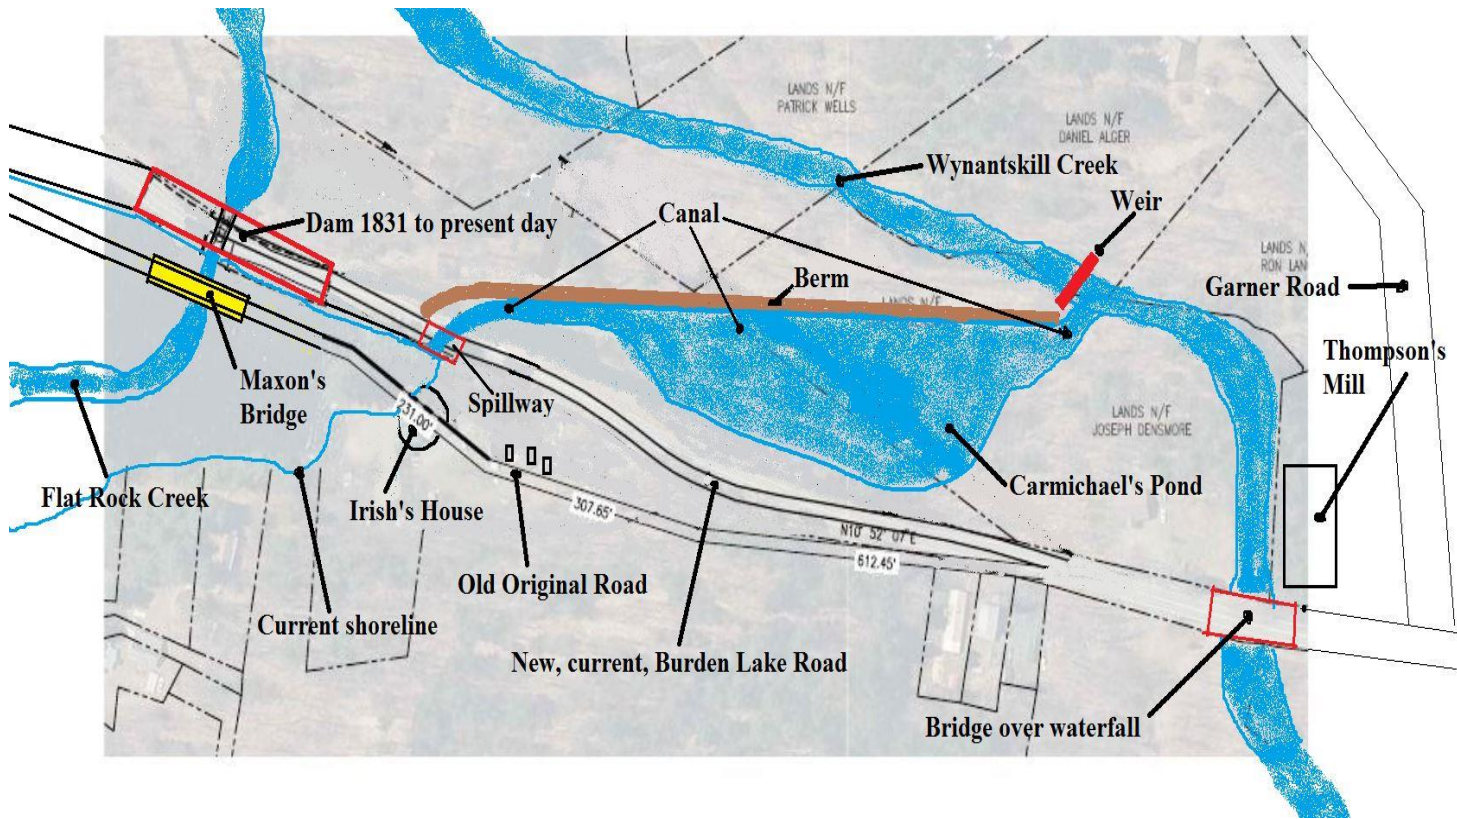 LANDS N/F
PATRICK WELLS
LANDS N/F
DANIEL ALGER
Wynantskill Creek
Weir
Canal
Dam 1831 to present day
LANDS N/
RON LAN
Berm
Garner Road
LANDS N/F
Thompson's
Mill
Maxon's
Bridge
Spillway
231.00'
LANDS N/F
JOSEPH DENSMORE
Flat Rock Creek
Irish's House
Carmichael's Pond
307.65'
N10° 52' 07"E
612.45'
Old Original Road
Current shoreline
New, current, Burden Lake Road
Bridge over waterfall